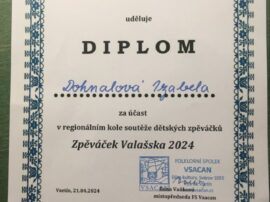 uděluje
DIPLOM
Dohnalová Izabela
za účast
v regionálním kole soutěže dětských zpěváčků
Zpěváček Valašska 2024
FOLKLORNÍ SPOLEK
VSACAN
Vsetín, 21.04.2024
místopředseda FS Vsacan